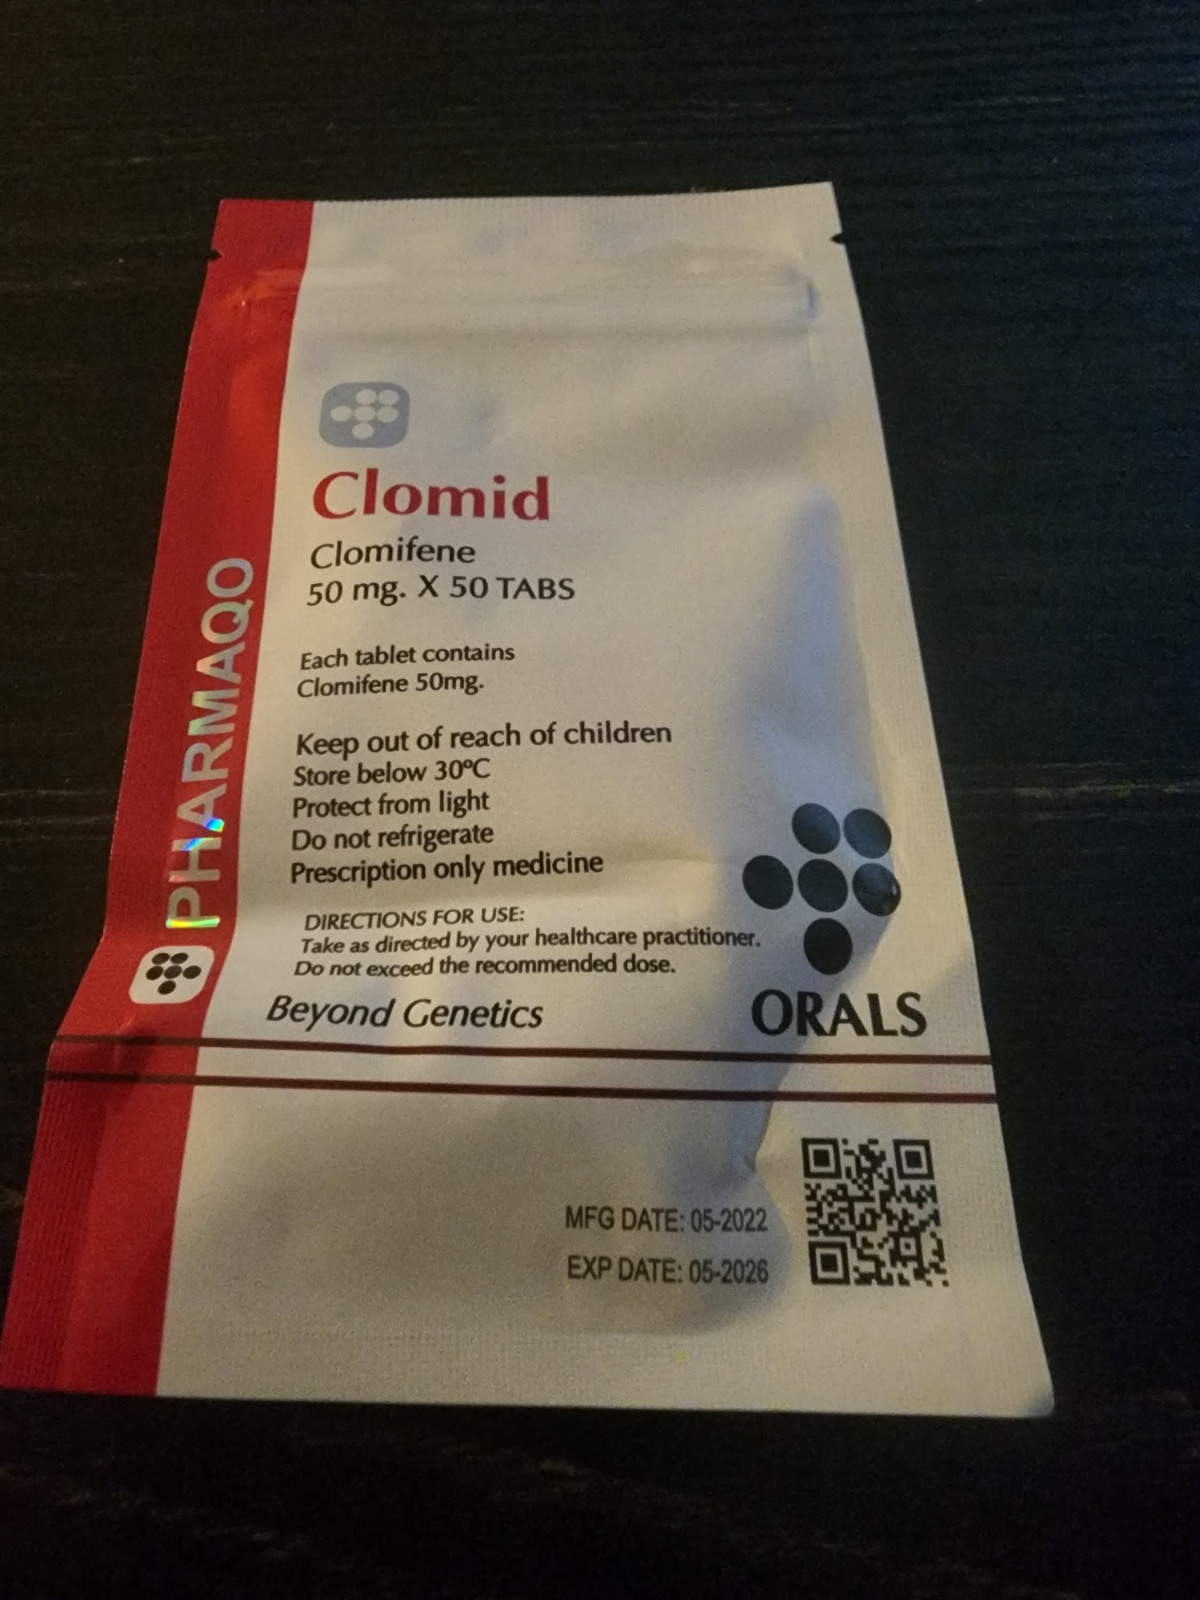 Clomid
Clomifene
50 mg. X 50 TABS
Each tablet contains
Clomifene 50mg.
Keep out of reach of children
Store below 30ºC
Protect from light
Do not refrigerate
Prescription only medicine
DIRECTIONS FOR USE:
Take as directed by your healthcare practitioner.
Do not exceed the recommended dose.
Beyond Genetics
ORALS
PHARMAQO
MFG DATE: 05-2022
EXP DATE: 05-2026